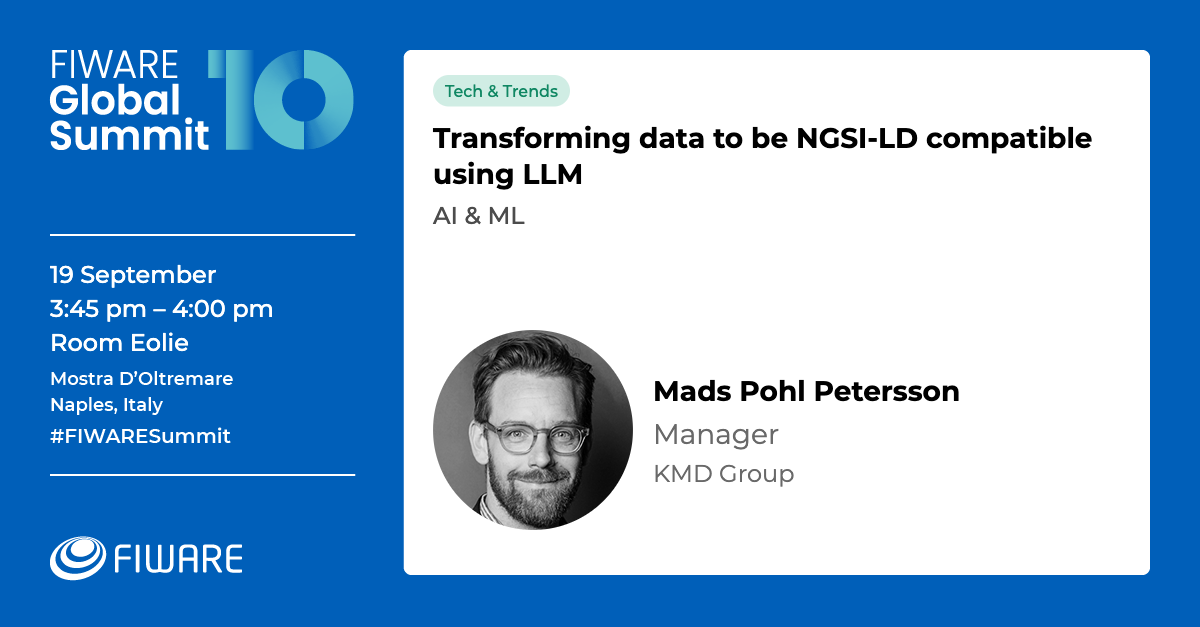 FIWARE
Global
Summit
10
19 September
3:45 pm – 4:00 pm
Room Eolie
Mostra D’Oltremare
Naples, Italy
#FIWARESummit
FIWARE
Tech & Trends
Transforming data to be NGSI-LD compatible
using LLM
AI & ML
Mads Pohl Petersson
Manager
KMD Group